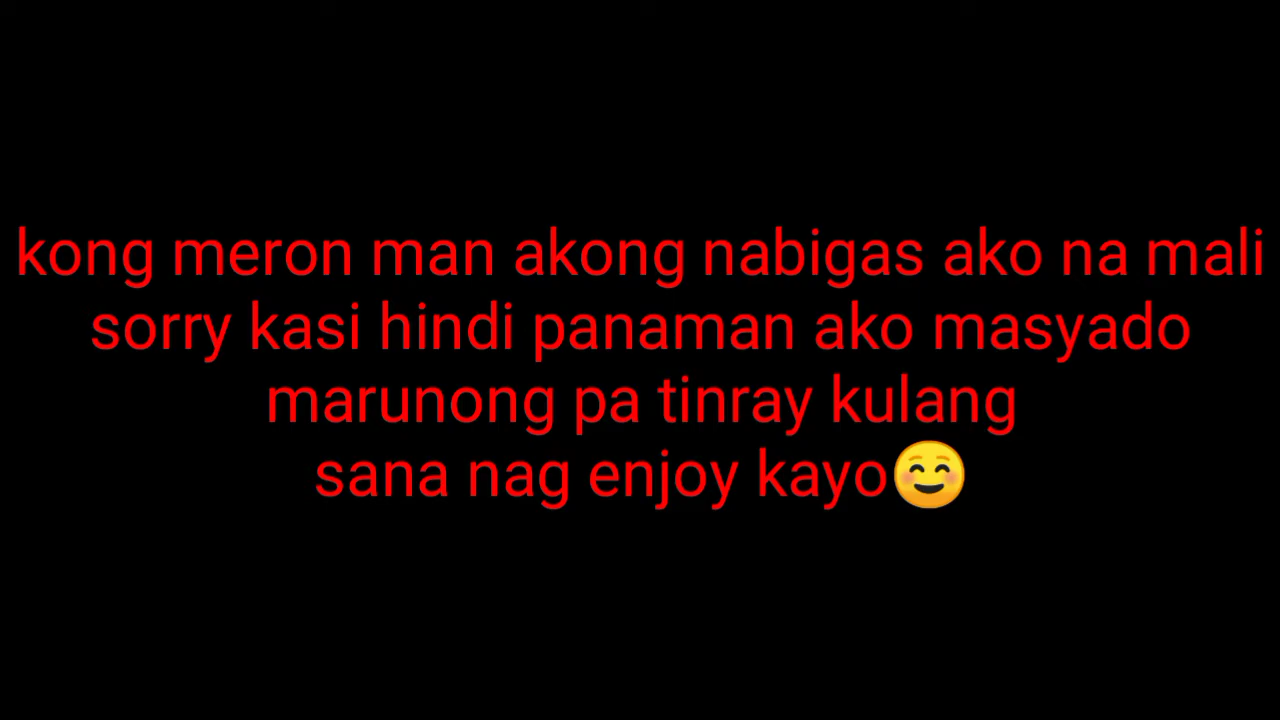 kong meron man akong nabigas ako na mali
sorry kasi hindi panaman ako masyado
marunong pa tinray kulang
sana nag enjoy kayo☺️